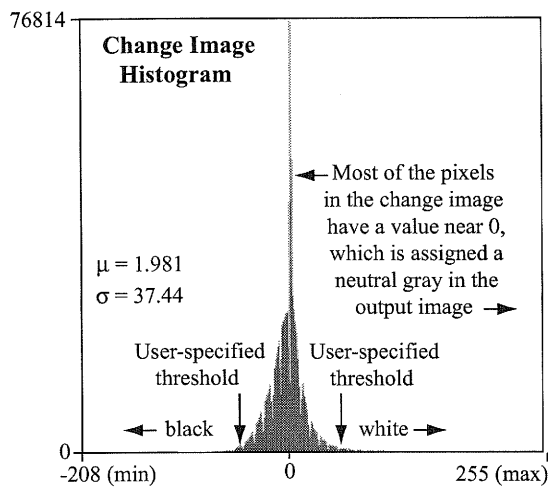 76814
Change Image
Histogram
Most of the pixels
in the change image
have a value near 0,
which is assigned a
neutral gray in the
output image
μ = 1.981
σ = 37.44
User-specified
threshold
User-specified
threshold
black
white
0
-208 (min)
0
255 (max)